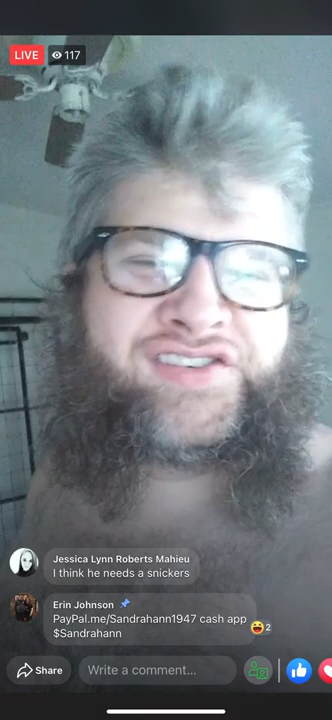 LIVE 117
Jessica Lynn Roberts Mahieu
I think he needs a snickers
Erin Johnson
PayPal.me/Sandrahann1947 cash app
$Sandrahann
2
Share
Write a comment...